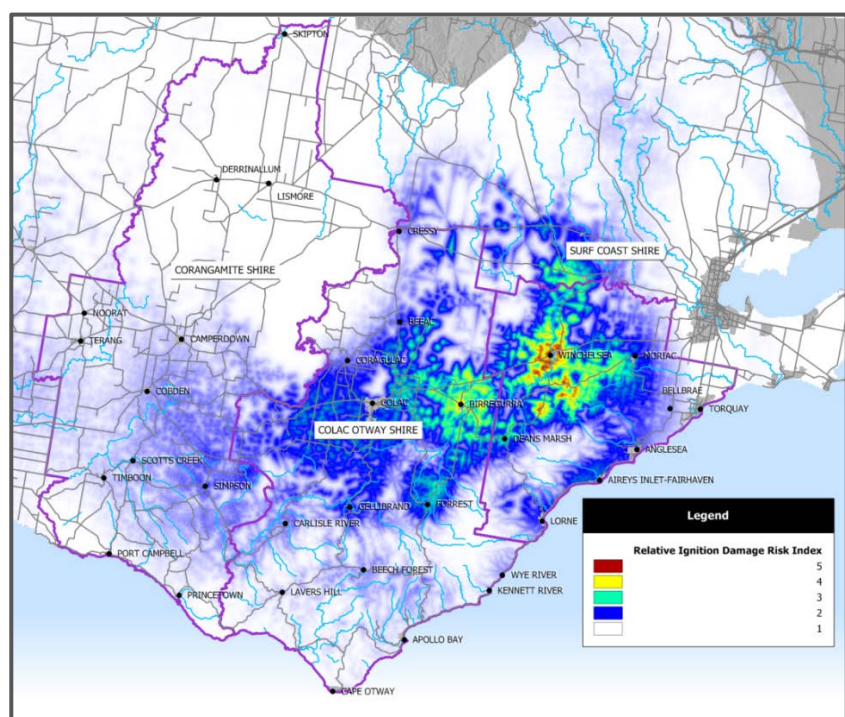 SKIPTON
DERRINALLUM
LISMORE
CRESSY
SURF COAST SHIRE
CORANGAMITE SHIRE
NOORAT
BEEAC
TERANG
CAMPERDOWN
CORAGULAC
WINCHELSEA
MORIAC
COBDEN
COLAC
BIRREGURRA
BELLBRAE
TORQUAY
COLAC OTWAY SHIRE
DEANS MARSH
ANGLESEA
SCOTTS CREEK
TIMBOON
SIMPSON
AIREYS INLET-FAIRHAVEN
GELLIBRAND
FORREST
CARLISLE RIVER
LORNE
PORT CAMPBELL
BEECH FOREST
WYE RIVER
PRINCETOWN
LAVERS HILL
KENNETT RIVER
APOLLO BAY
CAPE OTWAY
Legend
Relative Ignition Damage Risk Index
5
4
3
2
1